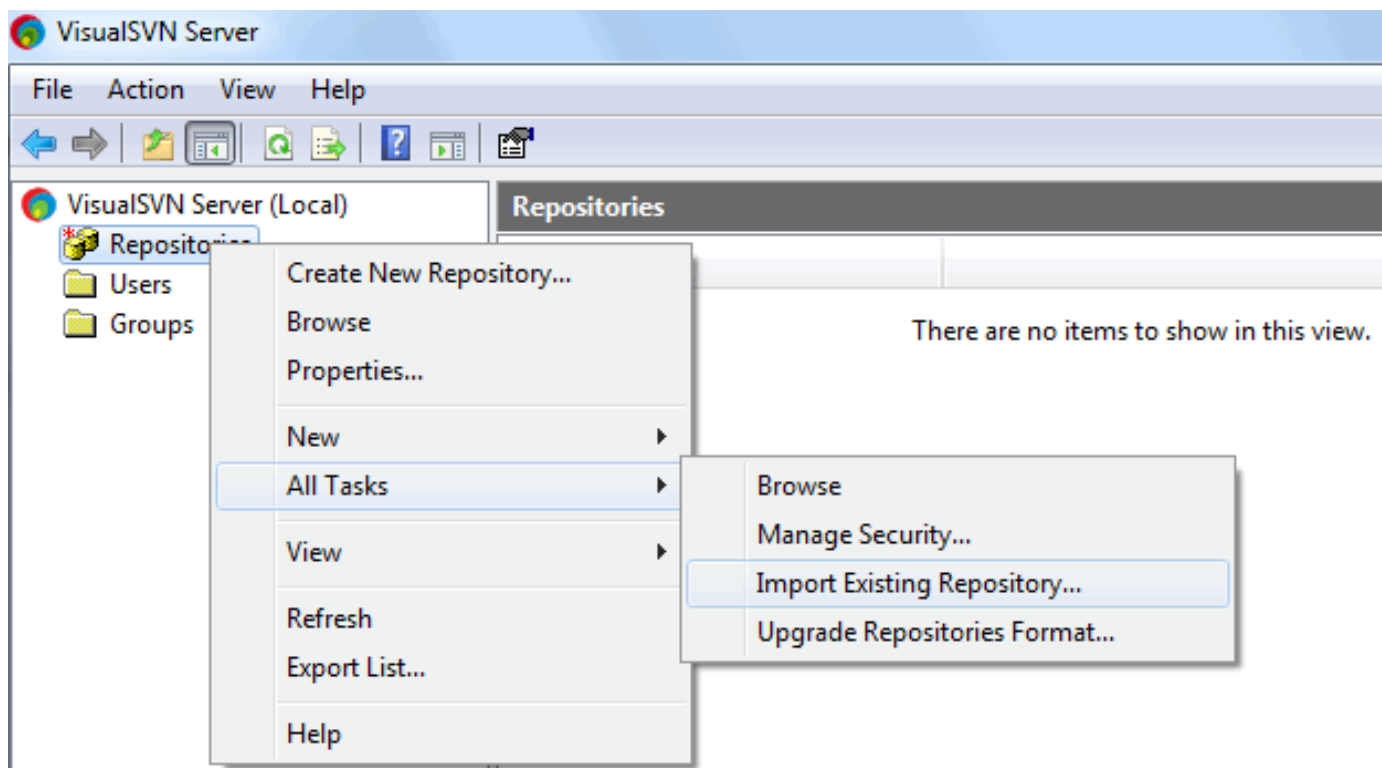 VisualSVN Server
File Action View Help
VisualSVN Server (Local)
Repositories
Users
Groups
Repositories
There are no items to show in this view.
Create New Repository...
Browse
Properties...
New
All Tasks
View
Refresh
Export List...
Help
Browse
Manage Security...
Import Existing Repository...
Upgrade Repositories Format...